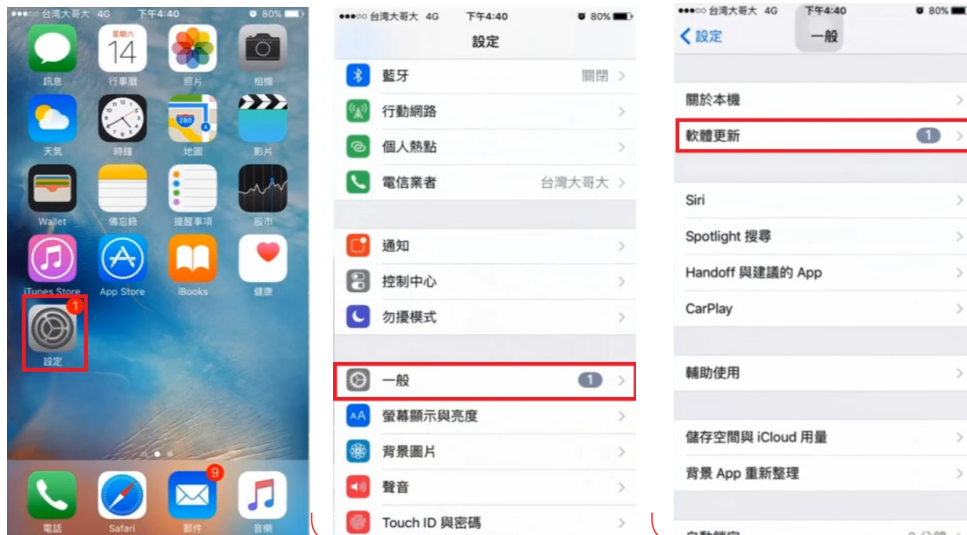 ●●●○○ 台灣大哥大 4G 下午4:40 80%
星期六
14
訊息 行事曆 照片 相機
280
天氣 時鐘 地圖 影片
Wallet 備忘錄 提醒事項 股市
iTunes Store App Store iBooks 健康
1
設定
9
電話 Safari 郵件 音樂
●●●○○ 台灣大哥大 4G 下午4:40 80%
設定
藍牙 關閉
行動網路
個人熱點
電信業者 台灣大哥大
通知
控制中心
勿擾模式
一般 1
AA 螢幕顯示與亮度
背景圖片
聲音
Touch ID 與密碼
●●●○○ 台灣大哥大 4G 下午4:40 80%
設定 一般
關於本機
軟體更新 1
Siri
Spotlight 搜尋
Handoff 與建議的 App
CarPlay
輔助使用
儲存空間與 iCloud 用量
背景 App 重新整理